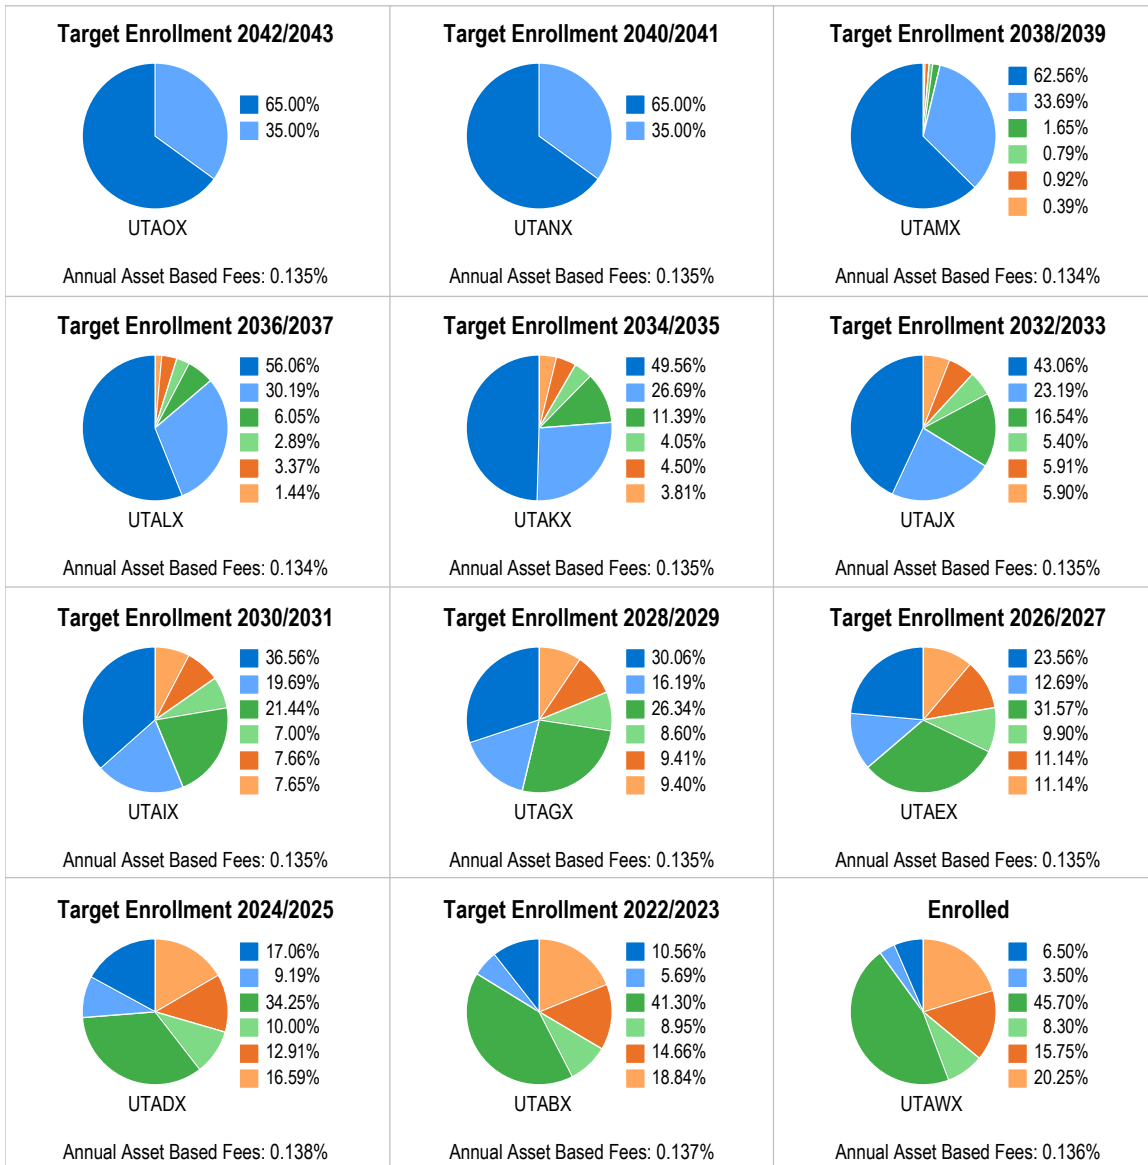 Target Enrollment 2042/2043
65.00%
35.00%
UTAOX
Annual Asset Based Fees: 0.135%
Target Enrollment 2040/2041
65.00%
35.00%
UTANX
Annual Asset Based Fees: 0.135%
Target Enrollment 2038/2039
62.56%
33.69%
1.65%
0.79%
0.92%
0.39%
UTAMX
Annual Asset Based Fees: 0.134%
Target Enrollment 2036/2037
56.06%
30.19%
6.05%
2.89%
3.37%
1.44%
UTALX
Annual Asset Based Fees: 0.134%
Target Enrollment 2034/2035
49.56%
26.69%
11.39%
4.05%
4.50%
3.81%
UTAKX
Annual Asset Based Fees: 0.135%
Target Enrollment 2032/2033
43.06%
23.19%
16.54%
5.40%
5.91%
5.90%
UTAJX
Annual Asset Based Fees: 0.135%
Target Enrollment 2030/2031
36.56%
19.69%
21.44%
7.00%
7.66%
7.65%
UTAIX
Annual Asset Based Fees: 0.135%
Target Enrollment 2028/2029
30.06%
16.19%
26.34%
8.60%
9.41%
9.40%
UTAGX
Annual Asset Based Fees: 0.135%
Target Enrollment 2026/2027
23.56%
12.69%
31.57%
9.90%
11.14%
11.14%
UTAEX
Annual Asset Based Fees: 0.135%
Target Enrollment 2024/2025
17.06%
9.19%
34.25%
10.00%
12.91%
16.59%
UTADX
Annual Asset Based Fees: 0.138%
Target Enrollment 2022/2023
10.56%
5.69%
41.30%
8.95%
14.66%
18.84%
UTABX
Annual Asset Based Fees: 0.137%
Enrolled
6.50%
3.50%
45.70%
8.30%
15.75%
20.25%
UTAWX
Annual Asset Based Fees: 0.136%